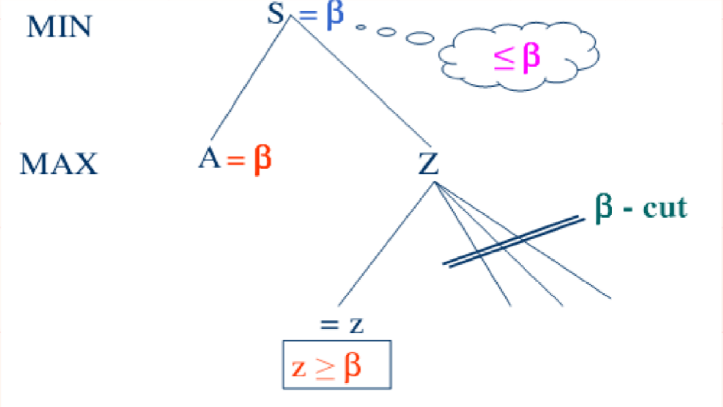 MIN
S = β
≤ β
MAX
A = β
Z
β - cut
= z
z ≥ β